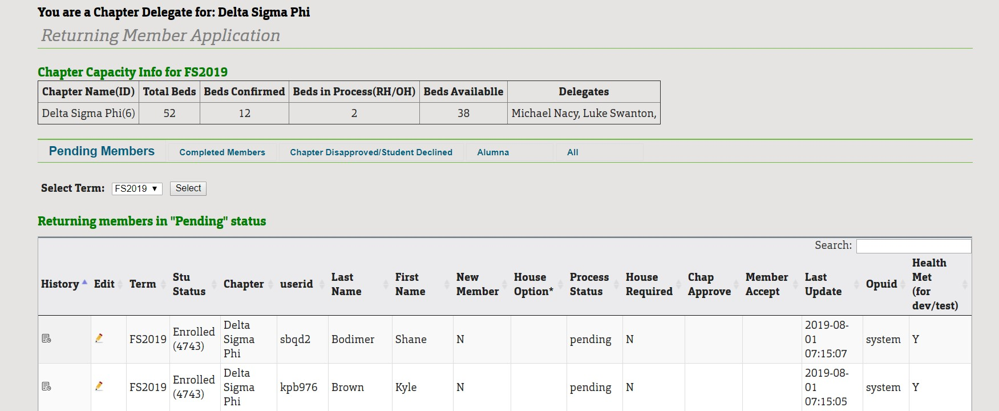 You are a Chapter Delegate for: Delta Sigma Phi
Returning Member Application
Chapter Capacity Info for FS2019
Chapter Name(ID) Total Beds Beds Confirmed Beds in Process(RH/OH) Beds Availablle Delegates
Delta Sigma Phi(6) 52 12 2 38 Michael Nacy, Luke Swanton,
Pending Members Completed Members Chapter Disapproved/Student Declined Alumna All
Select Term: FS2019 Select
Returning members in "Pending" status
Search:
History Edit Term Stu Status Chapter userid Last Name First Name New Member House Option* Process Status House Required Chap Approve Member Accept Last Update Opuid Health Met (for dev/test)
FS2019 Enrolled (4743) Delta Sigma Phi sbqd2 Bodimer Shane N pending N 2019-08-01 07:15:07 system Y
FS2019 Enrolled (4743) Delta Sigma Phi kpb976 Brown Kyle N pending N 2019-08-01 07:15:05 system Y